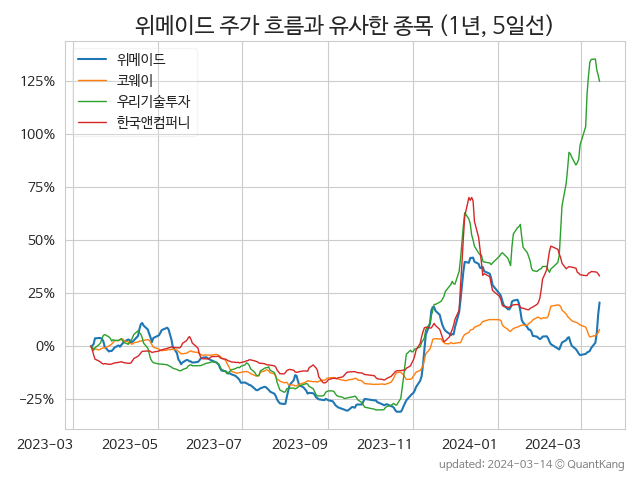 위메이드 주가 흐름과 유사한 종목 (1년, 5일선)
위메이드
코웨이
우리기술투자
한국앤컴퍼니
125%
100%
75%
50%
25%
0%
−25%
2023-03 2023-05 2023-07 2023-09 2023-11 2024-01 2024-03
updated: 2024-03-14 © QuantKang